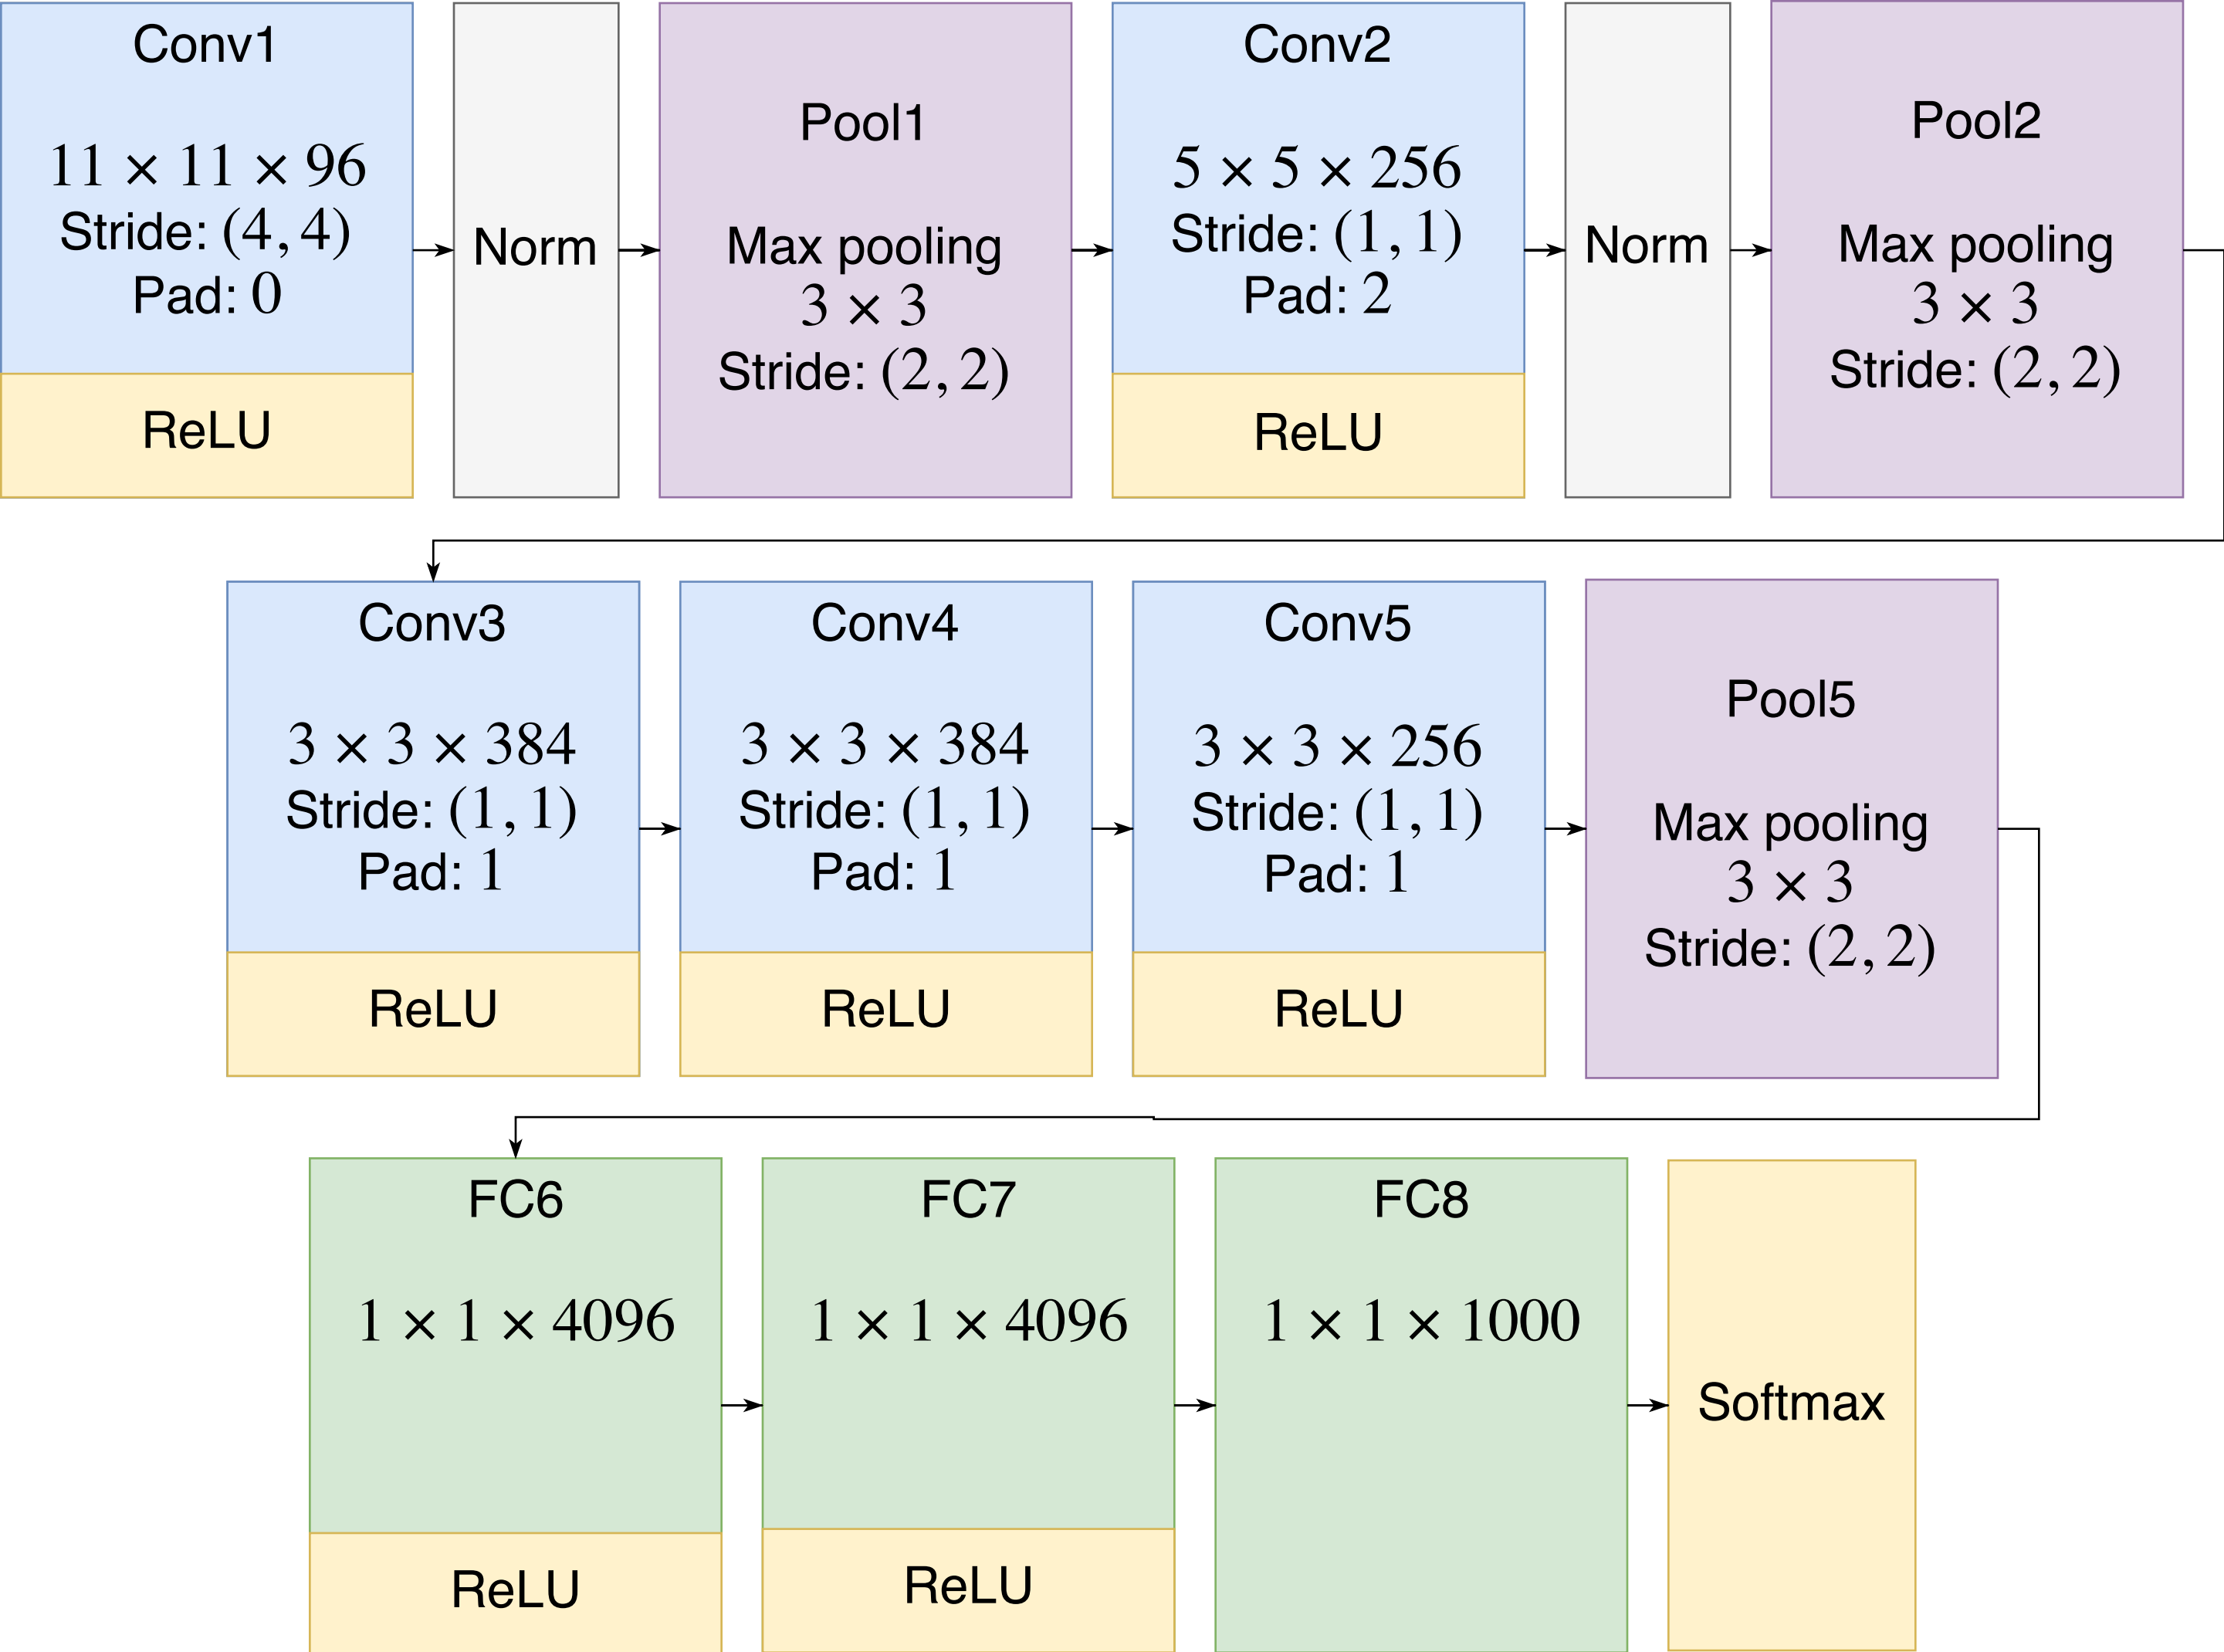 Conv1
11 × 11 × 96
Stride: (4, 4)
Pad: 0
ReLU
Norm
Pool1
Max pooling
3 × 3
Stride: (2, 2)
Conv2
5 × 5 × 256
Stride: (1, 1)
Pad: 2
ReLU
Norm
Pool2
Max pooling
3 × 3
Stride: (2, 2)
Conv3
3 × 3 × 384
Stride: (1, 1)
Pad: 1
ReLU
Conv4
3 × 3 × 384
Stride: (1, 1)
Pad: 1
ReLU
Conv5
3 × 3 × 256
Stride: (1, 1)
Pad: 1
ReLU
Pool5
Max pooling
3 × 3
Stride: (2, 2)
FC6
1 × 1 × 4096
ReLU
FC7
1 × 1 × 4096
ReLU
FC8
1 × 1 × 1000
Softmax